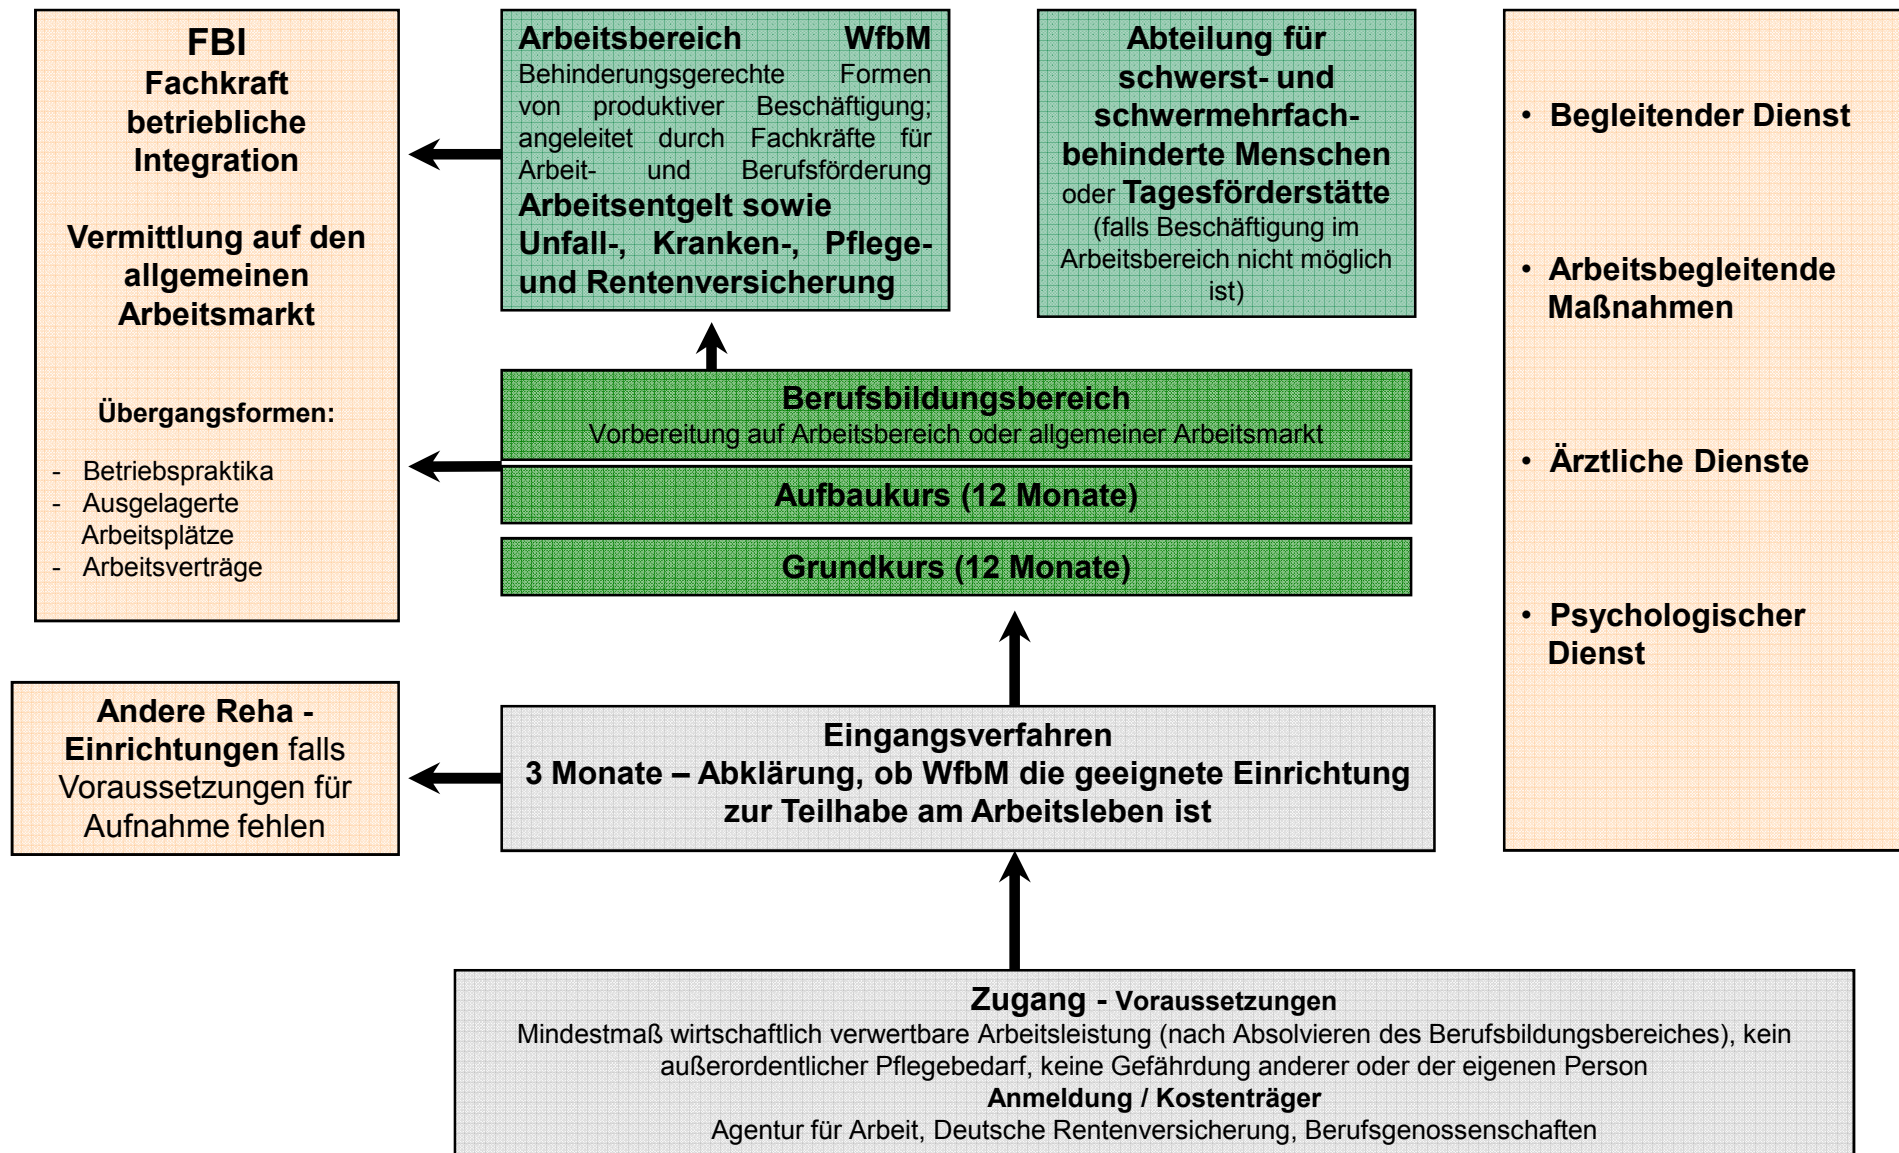 FBI
Fachkraft
betriebliche
Integration
Vermittlung auf den
allgemeinen
Arbeitsmarkt
Übergangsformen:
- Betriebspraktika
- Ausgelagerte
Arbeitsplätze
- Arbeitsverträge
Arbeitsbereich WfbM
Behinderungsgerechte Formen
von produktiver Beschäftigung;
angeleitet durch Fachkräfte für
Arbeit- und Berufsförderung
Arbeitsentgelt sowie
Unfall-, Kranken-, Pflege-
und Rentenversicherung
Abteilung für
schwerst- und
schwermehrfach-
behinderte Menschen
oder Tagesförderstätte
(falls Beschäftigung im
Arbeitsbereich nicht möglich
ist)
• Begleitender Dienst
• Arbeitsbegleitende
Maßnahmen
• Ärztliche Dienste
• Psychologischer
Dienst
Berufsbildungsbereich
Vorbereitung auf Arbeitsbereich oder allgemeiner Arbeitsmarkt
Aufbaukurs (12 Monate)
Grundkurs (12 Monate)
Andere Reha -
Einrichtungen falls
Voraussetzungen für
Aufnahme fehlen
Eingangsverfahren
3 Monate – Abklärung, ob WfbM die geeignete Einrichtung
zur Teilhabe am Arbeitsleben ist
Zugang - Voraussetzungen
Mindestmaß wirtschaftlich verwertbare Arbeitsleistung (nach Absolvieren des Berufsbildungsbereiches), kein
außerordentlicher Pflegebedarf, keine Gefährdung anderer oder der eigenen Person
Anmeldung / Kostenträger
Agentur für Arbeit, Deutsche Rentenversicherung, Berufsgenossenschaften